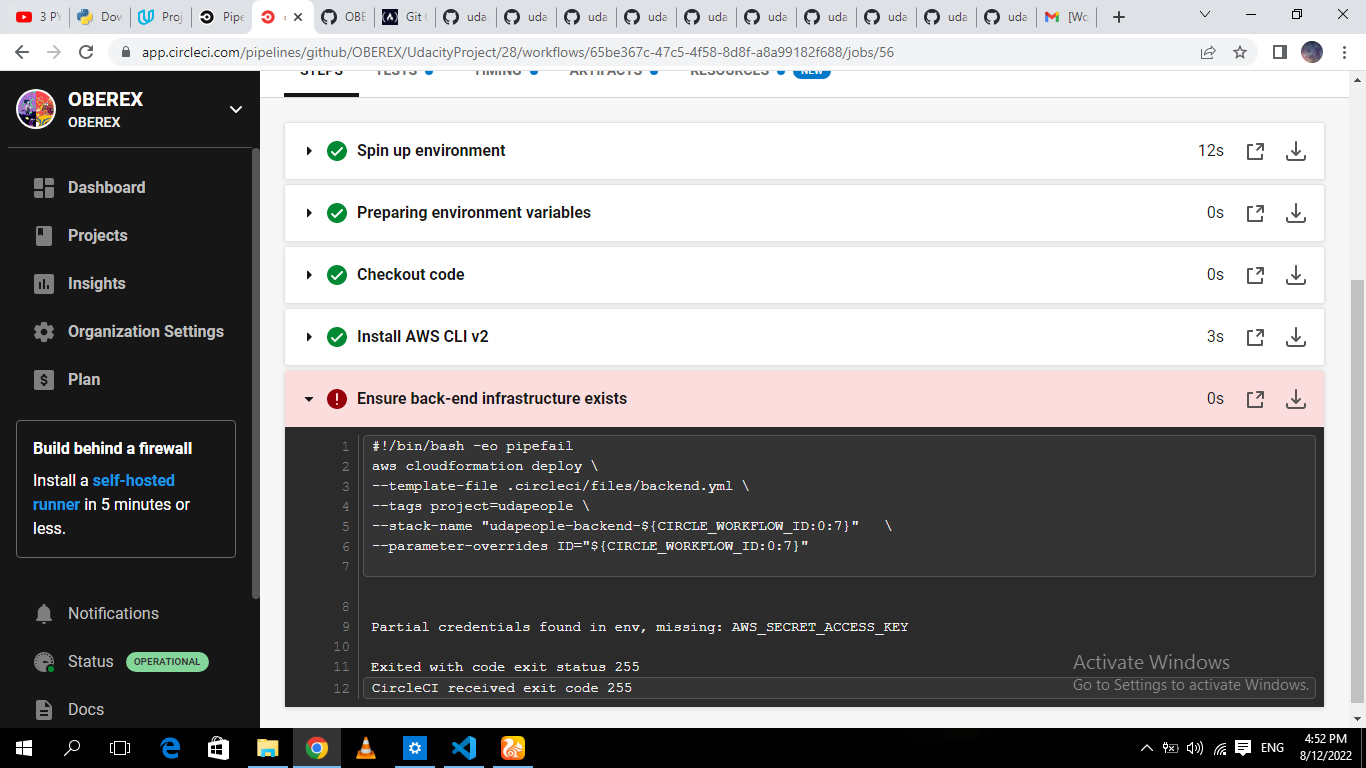 3 PY
Dow
Proj
Pipe
c
OBE
Git
uda
uda
uda
uda
uda
uda
uda
uda
uda
uda
[Wo
app.circleci.com/pipelines/github/OBEREX/UdacityProject/28/workflows/65be367c-47c5-4f58-8d8f-a8a99182f688/jobs/56
OBEREX
OBEREX
Dashboard
Projects
Insights
Organization Settings
Plan
Build behind a firewall
Install a self-hosted
runner in 5 minutes or
less.
Notifications
Status OPERATIONAL
Docs
STEPS TESTS TIMING ARTIFACTS RESOURCES NEW
Spin up environment 12s
Preparing environment variables 0s
Checkout code 0s
Install AWS CLI v2 3s
Ensure back-end infrastructure exists 0s
1 #!/bin/bash -eo pipefail
2 aws cloudformation deploy \
3 --template-file .circleci/files/backend.yml \
4 --tags project=udapeople \
5 --stack-name "udapeople-backend-${CIRCLE_WORKFLOW_ID:0:7}" \
6 --parameter-overrides ID="${CIRCLE_WORKFLOW_ID:0:7}"
7
8
9 Partial credentials found in env, missing: AWS_SECRET_ACCESS_KEY
10
11 Exited with code exit status 255
12 CircleCI received exit code 255
Activate Windows
Go to Settings to activate Windows.
ENG
4:52 PM
8/12/2022